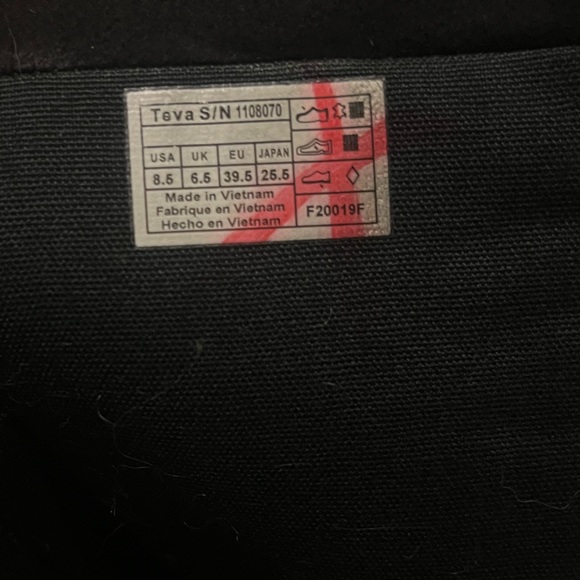 Teva S/N 1108070
USA UK EU JAPAN
8.5 6.5 39.5 25.5
Made in Vietnam
Fabrique en Vietnam
Hecho en Vietnam
F20019F